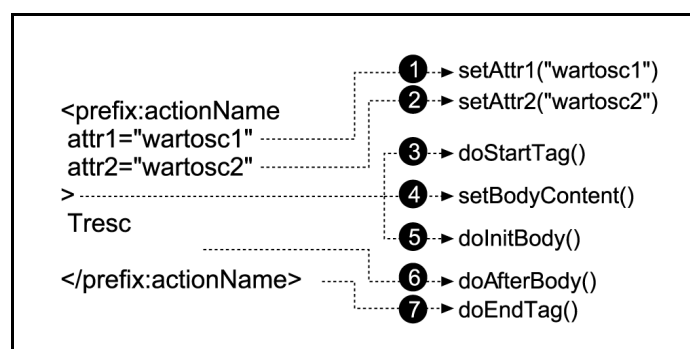 <prefix:actionName
attr1="wartosc1"
attr2="wartosc2"
>
Tresc
</prefix:actionName>
1 setAttr1("wartosc1")
2 setAttr2("wartosc2")
3 doStartTag()
4 setBodyContent()
5 doInitBody()
6 doAfterBody()
7 doEndTag()